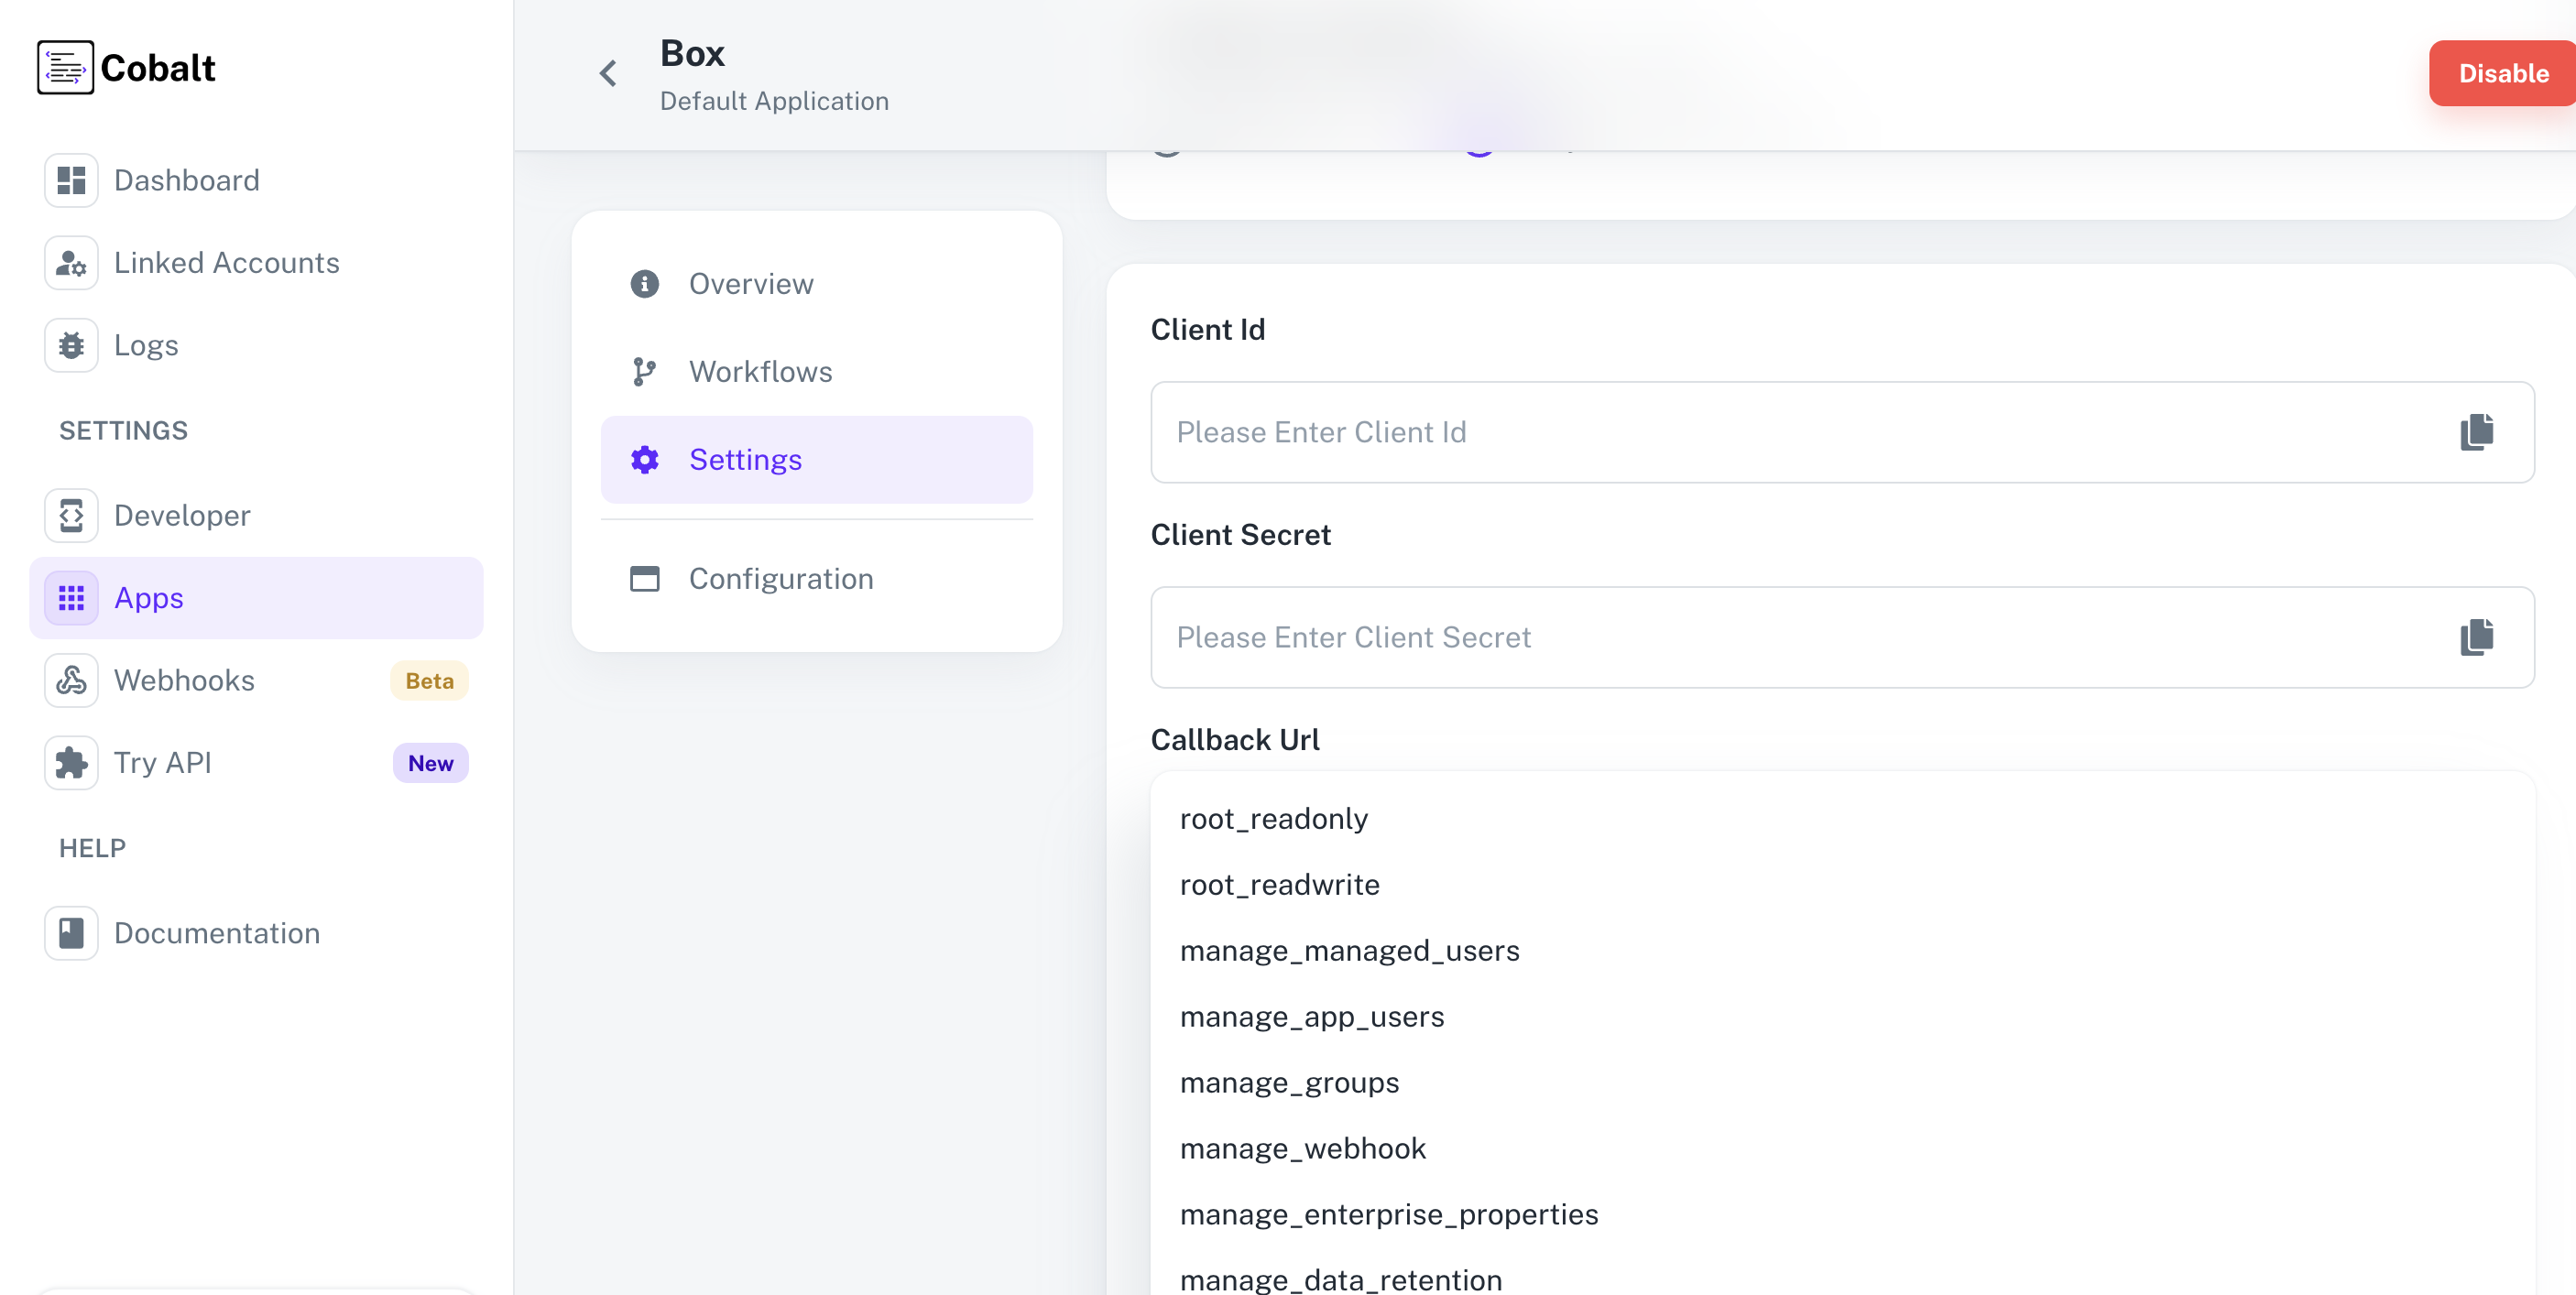 Cobalt
Dashboard
Linked Accounts
Logs
SETTINGS
Developer
Apps
Webhooks
Beta
Try API
New
HELP
Documentation
Box
Default Application
Disable
Overview
Workflows
Settings
Configuration
Client Id
Please Enter Client Id
Client Secret
Please Enter Client Secret
Callback Url
root_readonly
root_readwrite
manage_managed_users
manage_app_users
manage_groups
manage_webhook
manage_enterprise_properties
manage_data_retention